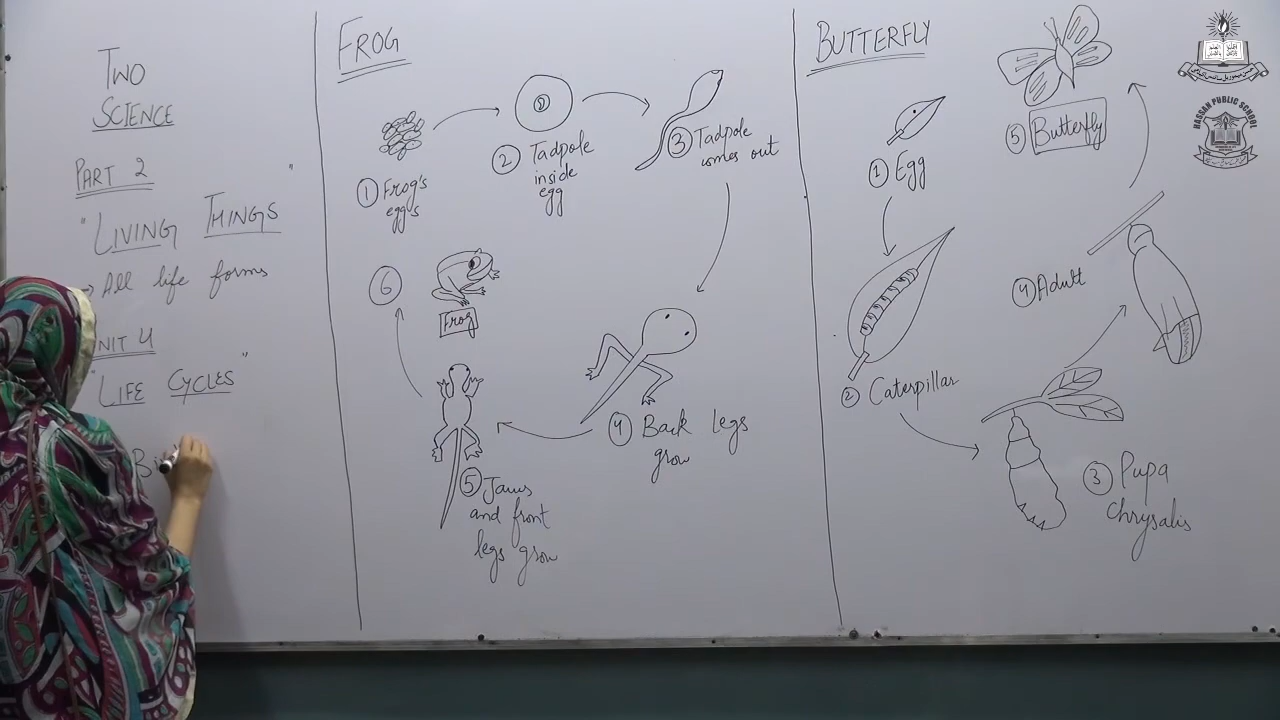 TWO
SCIENCE
PART 2
"LIVING THINGS"
→ All life forms
NIT 4
"LIFE CYCLES"
FROG
1 Frog's
eggs
2 Tadpole
inside
egg
3 Tadpole
comes out
4 Back legs
grow
5 Jaws
and front
legs grow
6
Frog
BUTTERFLY
1 Egg
2 Caterpillar
3 Pupa
chrysalis
4 Adult
5 Butterfly
HASSAN PUBLIC SCHOOL